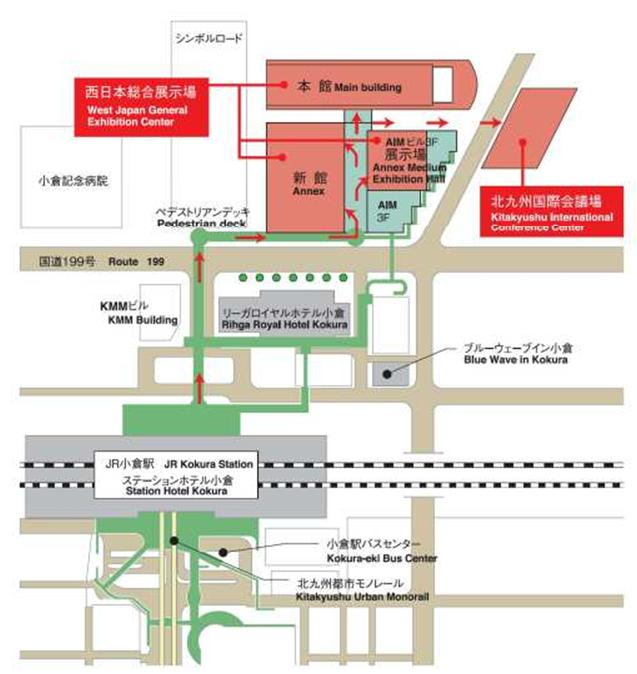 シンボルロード
本 館 Main building
西日本総合展示場
West Japan General
Exhibition Center
AIM ビル3F
展示場
Annex Medium
Exhibition Hall
小倉記念病院
新 館
Annex
北九州国際会議場
Kitakyushu International
Conference Center
AIM
3F
ペデストリアンデッキ
Pedestrian deck
国道199号 Route 199
KMMビル
KMM Building
リーガロイヤルホテル小倉
Rihga Royal Hotel Kokura
ブルーウェーブイン小倉
Blue Wave in Kokura
JR小倉駅 JR Kokura Station
ステーションホテル小倉
Station Hotel Kokura
小倉駅バスセンター
Kokura-eki Bus Center
北九州都市モノレール
Kitakyushu Urban Monorail